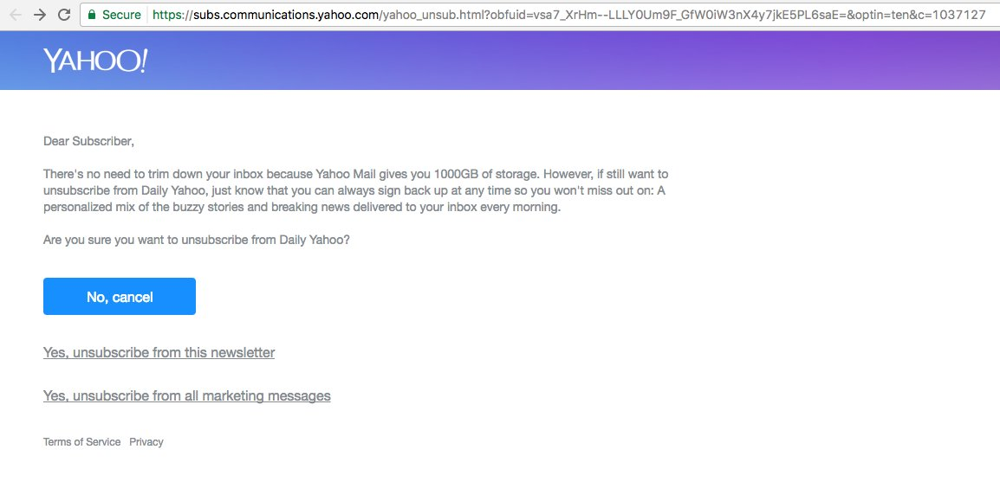 Secure https://subs.communications.yahoo.com/yahoo_unsub.html?obfuid=vsa7_XrHm--LLLY0Um9F_GfW0iW3nX4y7jkE5PL6saE=&optin=ten&c=1037127
YAHOO!
Dear Subscriber,
There's no need to trim down your inbox because Yahoo Mail gives you 1000GB of storage. However, if still want to
unsubscribe from Daily Yahoo, just know that you can always sign back up at any time so you won't miss out on: A
personalized mix of the buzzy stories and breaking news delivered to your inbox every morning.
Are you sure you want to unsubscribe from Daily Yahoo?
No, cancel
Yes, unsubscribe from this newsletter
Yes, unsubscribe from all marketing messages
Terms of Service Privacy